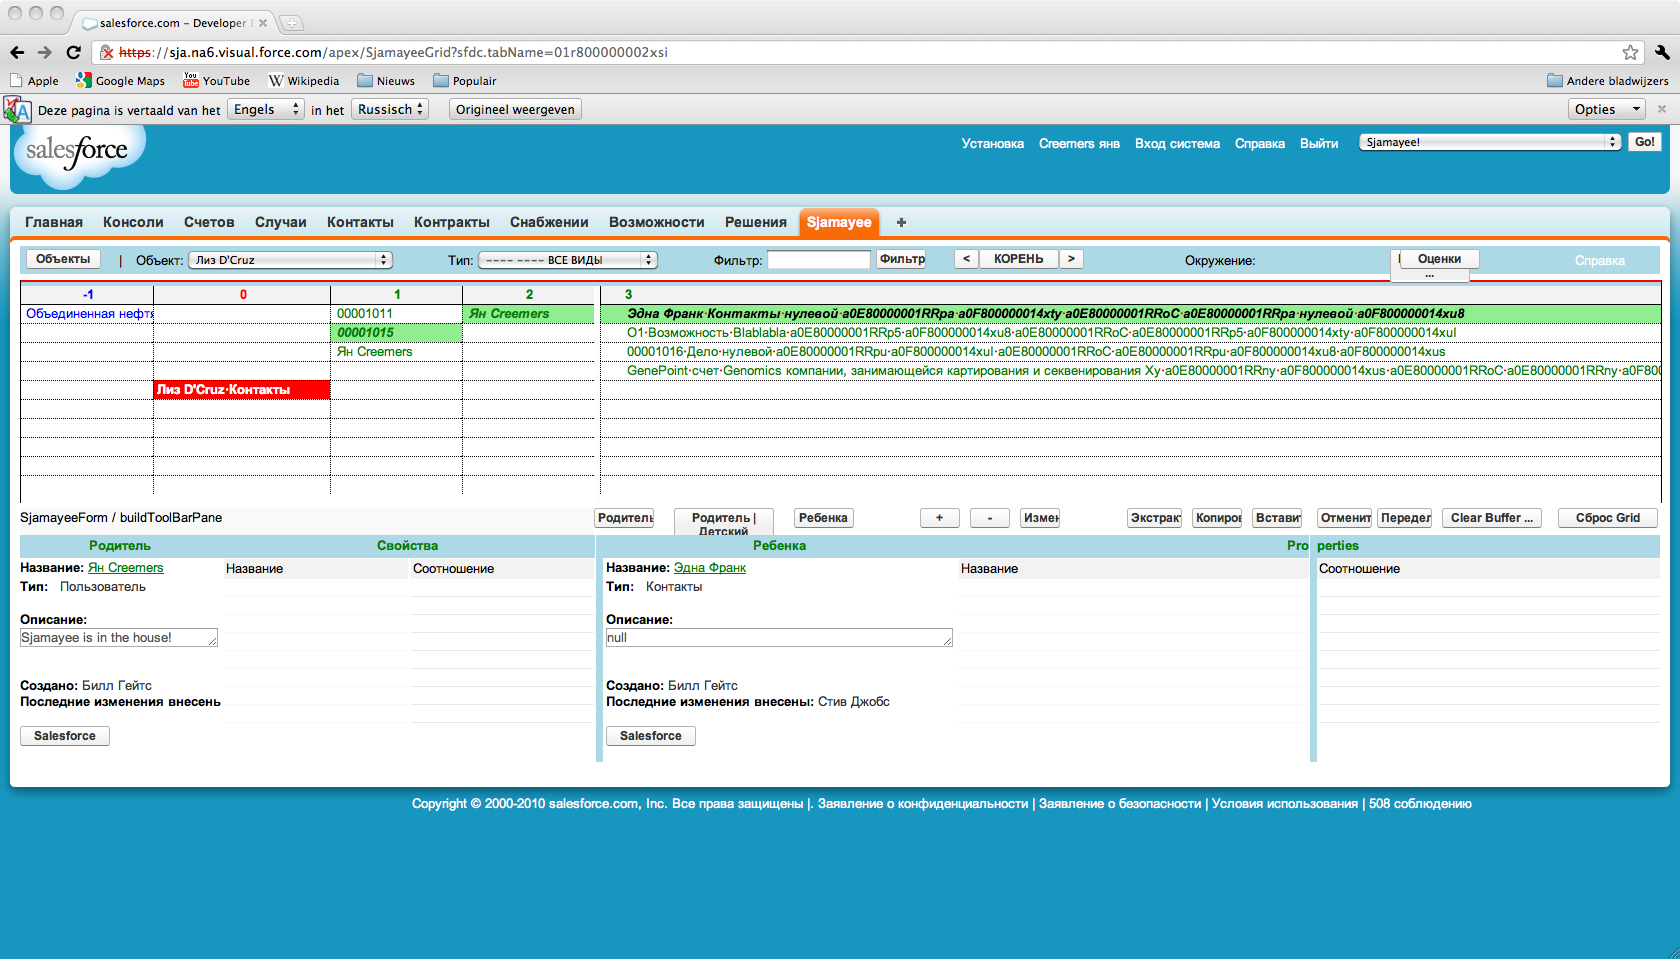 salesforce.com – Developer
https://sja.na6.visual.force.com/apex/SjamayeeGrid?sfdc.tabName=01r800000002xsi
Apple Google Maps YouTube Wikipedia Nieuws Populair Andere bladwijzers
Deze pagina is vertaald van het Engels in het Russisch Origineel weergeven Opties
salesforce Установка Creemers янв Вход система Справка Выйти Sjamayee! Go!
Главная Консоли Счетов Случаи Контакты Контракты Снабжении Возможности Решения Sjamayee +
Объекты | Объект: Лиз D'Cruz Тип: ---- ---- ВСЕ ВИДЫ Фильтр: Фильтр < КОРЕНЬ > Окружение: Оценки ... Справка
-1 0 1 2 3
Объединенная нефтя 00001011 Ян Creemers Эдна Франк·Контакты·нулевой·a0E80000001RRpa·a0F800000014xty·a0E80000001RRoC·a0E80000001RRpa·нулевой·a0F800000014xu8
00001015 O1·Возможность·Blablabla·a0E80000001RRp5·a0F800000014xu8·a0E80000001RRoC·a0E80000001RRp5·a0F800000014xty·a0F800000014xuI
Ян Creemers 00001016·Дело·нулевой·a0E80000001RRpu·a0F800000014xuI·a0E80000001RRoC·a0E80000001RRpu·a0F800000014xu8·a0F800000014xus
GenePoint·счет·Genomics компании, занимающейся картирования и секвенирования Xy·a0E80000001RRny·a0F800000014xus·a0E80000001RRoC·a0E80000001RRny·a0F800
Лиз D'Cruz·Контакты
SjamayeeForm / buildToolBarPane Родитель Родитель | Детский Ребенка + - Измен Экстракт Копиров Встави Отменит Передел Clear Buffer ... Сброс Grid
Родитель Свойства Ребенка Properties
Название: Ян Creemers Название Соотношение Название: Эдна Франк Название Соотношение
Тип: Пользователь Тип: Контакты
Описание: Описание:
Sjamayee is in the house! null
Создано: Билл Гейтс Создано: Билл Гейтс
Последние изменения внесень Последние изменения внесены: Стив Джобс
Salesforce Salesforce
Copyright © 2000-2010 salesforce.com, Inc. Все права защищены |. Заявление о конфиденциальности | Заявление о безопасности | Условия использования | 508 соблюдению